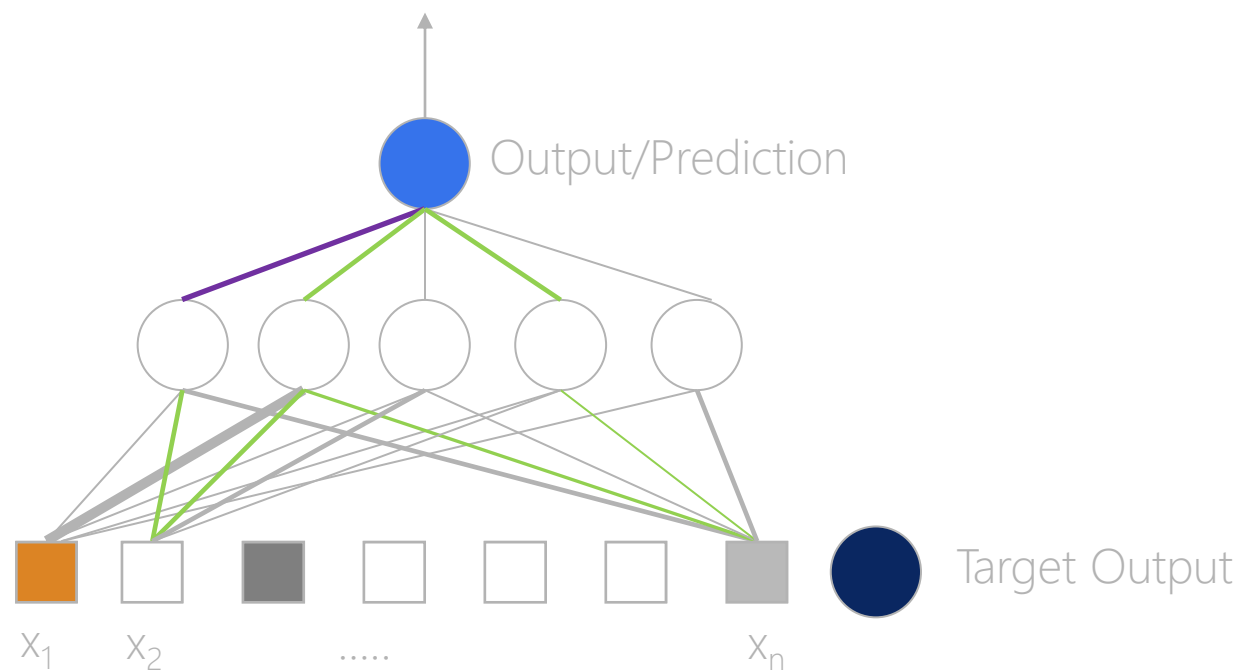 Output/Prediction
Target Output
X₁ X₂ ..... Xₙ